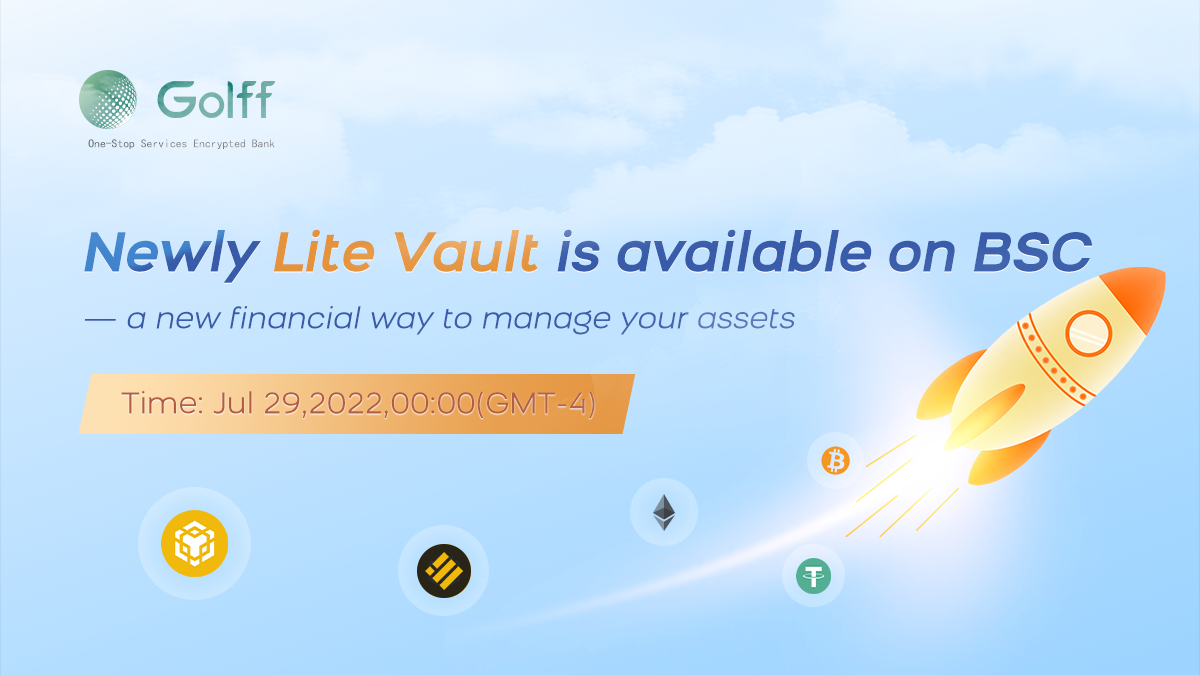 Golff
One-Stop Services Encrypted Bank
Newly Lite Vault is available on BSC
— a new financial way to manage your assets
Time: Jul 29,2022,00:00(GMT-4)